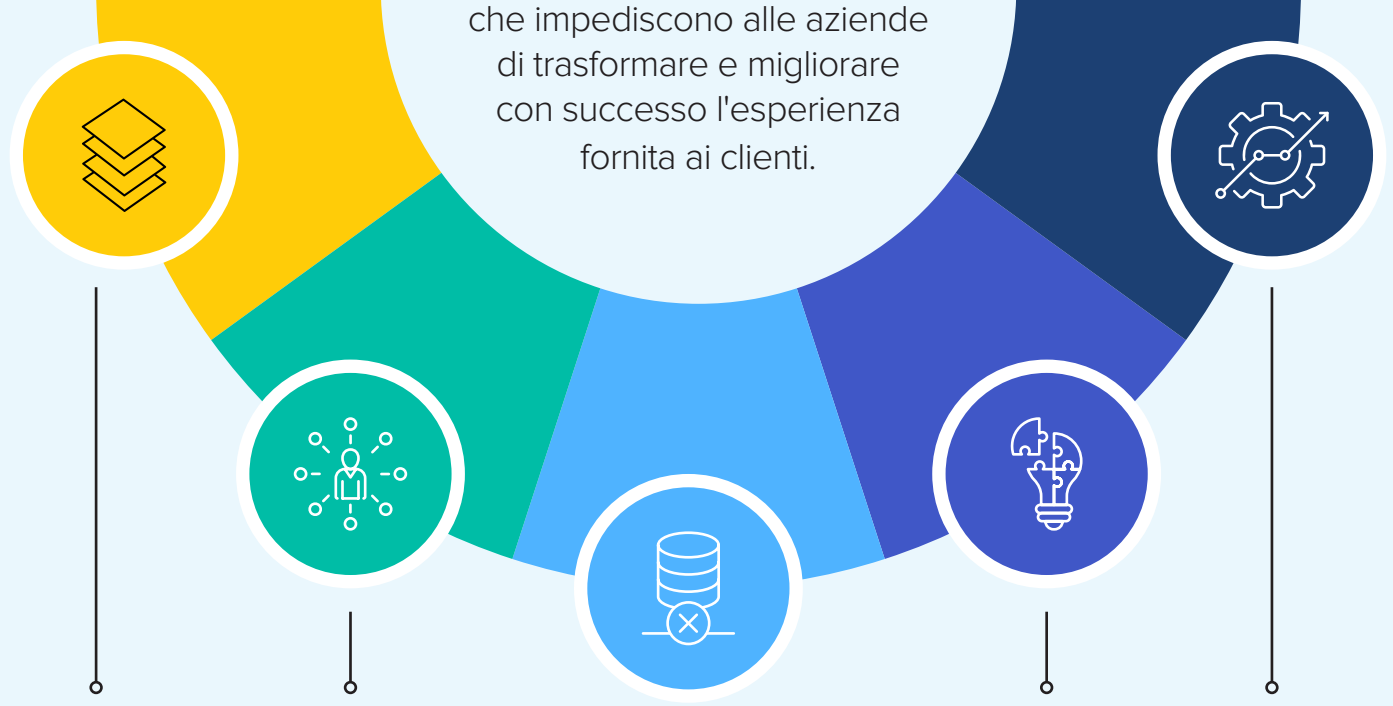 che impediscono alle aziende
di trasformare e migliorare
con successo l'esperienza
fornita ai clienti.